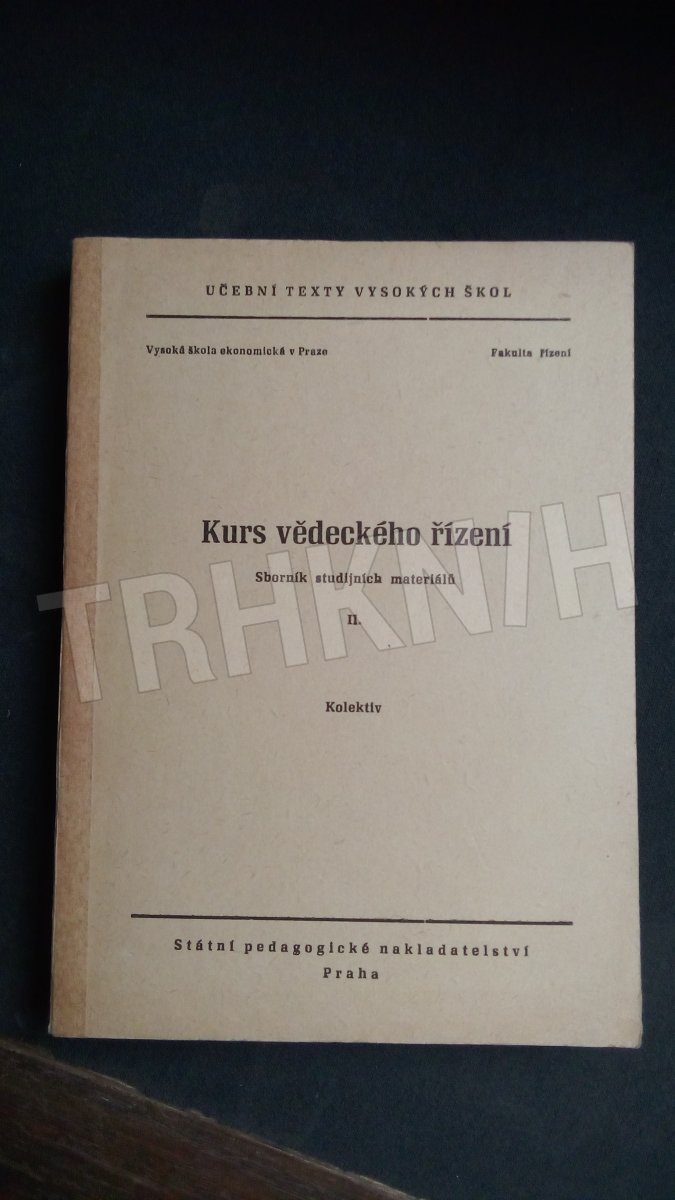 UČEBNÍ TEXTY VYSOKÝCH ŠKOL
Vysoká škola ekonomická v Praze Fakulta řízení
Kurs vědeckého řízení
Sborník studijních materiálů
II.
TRHKNIH
Kolektiv
Státní pedagogické nakladatelství
Praha